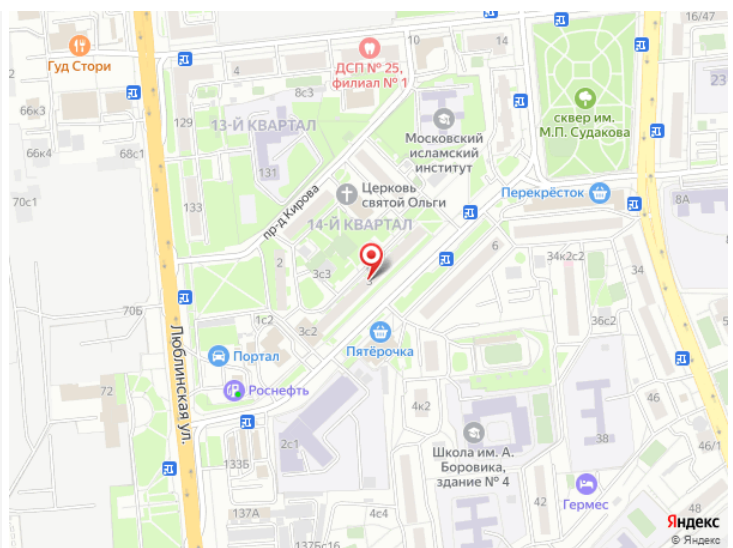 16/47
Гуд Стори
4
10
14
ДСП № 25,
филиал № 1
23
66к3
8с3
сквер им.
М.П. Судакова
129
13-Й КВАРТАЛ
Московский
исламский
институт
66к4
68с1
131
70с1
133
пр-д Кирова
Церковь
святой Ольги
Перекрёсток
8А
14-Й КВАРТАЛ
2
3с3
3
6
34к2с2
70Б
1с2
3с2
36с2
Люблинская ул.
Портал
Пятёрочка
Роснефть
72
4к2
2с1
38
133Б
Школа им. А.
Боровика,
здание № 4
46/1
Гермес
42
44
46
48
137А
137Бс16
4с4
Яндекс
© Яндекс